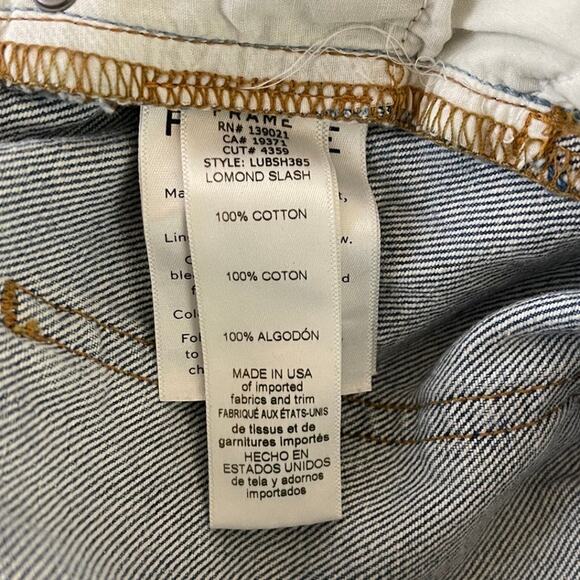 FRAME
RN# 139021
CA# 19371
CUT# 4359
STYLE: LUBSH385
LOMOND SLASH
100% COTTON
100% COTON
100% ALGODÓN
MADE IN USA
of imported
fabrics and trim
FABRIQUÉ AUX ÉTATS-UNIS
de tissus et de
garnitures importés
HECHO EN
ESTADOS UNIDOS
de tela y adornos
importados